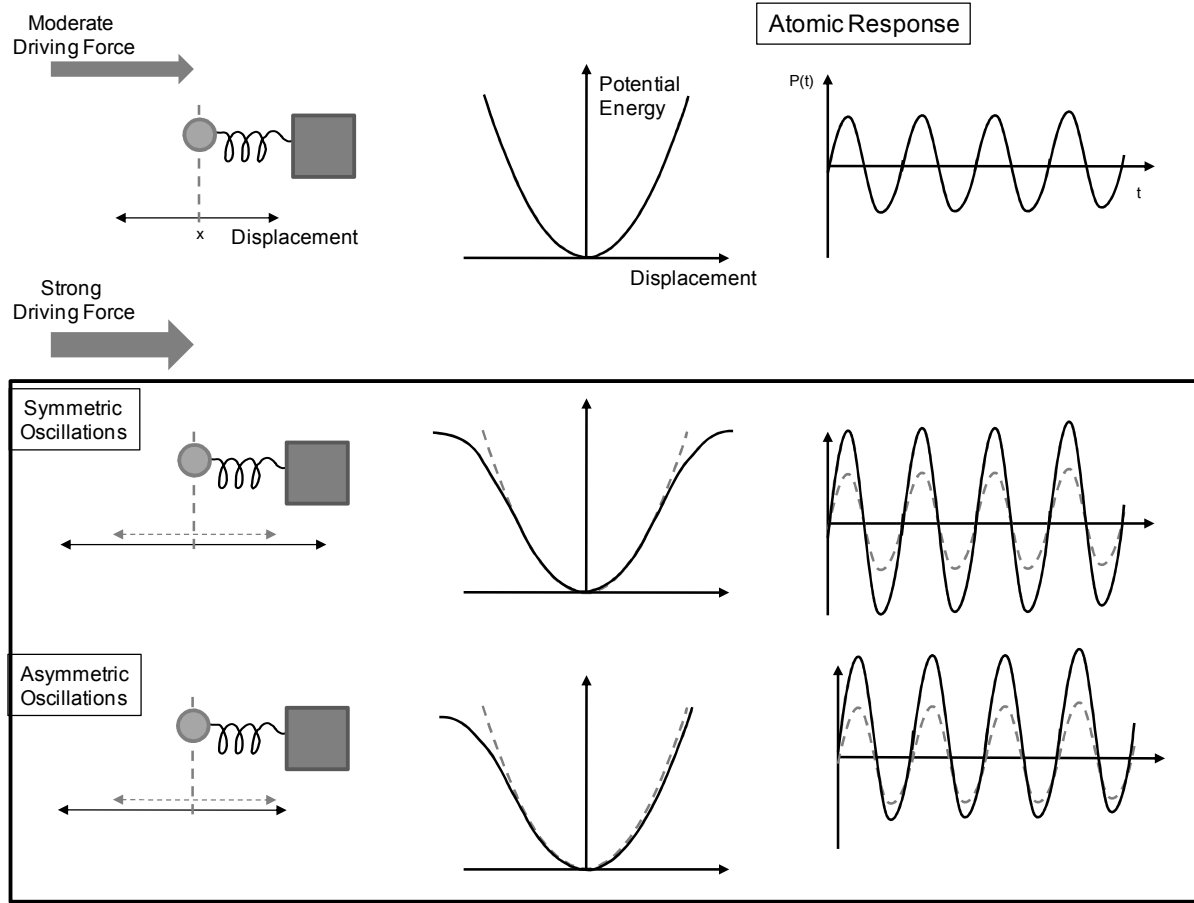 Moderate
Driving Force
Atomic Response
Potential
Energy
P(t)
t
x
Displacement
Displacement
Strong
Driving Force
Symmetric
Oscillations
Asymmetric
Oscillations